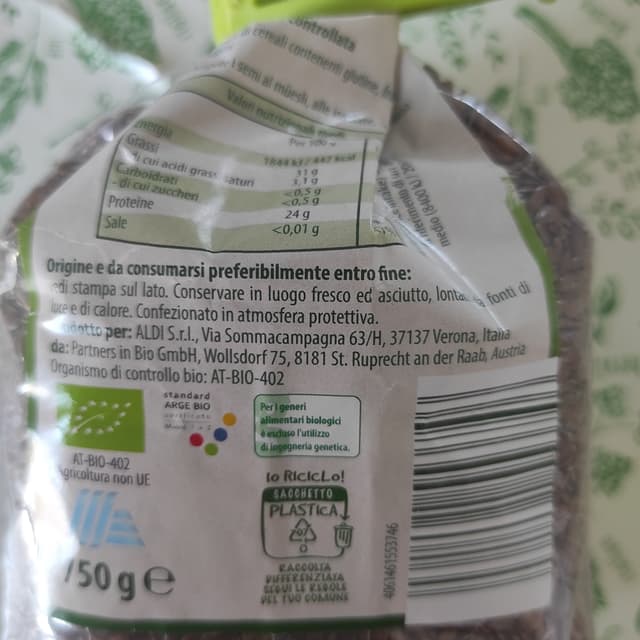 controllata
cereali contenenti glutine,
semi al müesli, alle
Valori nutrizionali
Energia 1844 kJ/447 kcal
Grassi 31 g
di cui acidi grassi saturi 3,1 g
Carboidrati <0,5 g
- di cui zuccheri <0,5 g
Proteine 24 g
Sale <0,01 g
medio (8400 kJ/
Origine e da consumarsi preferibilmente entro fine:
vedi stampa sul lato. Conservare in luogo fresco ed asciutto, lontano da fonti di
luce e di calore. Confezionato in atmosfera protettiva.
Prodotto per: ALDI S.r.l., Via Sommacampagna 63/H, 37137 Verona, Italia
da: Partners in Bio GmbH, Wollsdorf 75, 8181 St. Ruprecht an der Raab, Austria
Organismo di controllo bio: AT-BIO-402
standard
ARGE BIO
Per i generi
alimentari biologici
è escluso l'utilizzo
di ingegneria genetica.
AT-BIO-402
Agricoltura non UE
Io RICICLO!
SACCHETTO
PLASTICA
RACCOLTA
DIFFERENZIATA
SEGUI LE REGOLE
DEL TUO COMUNE
750 g e
4061461553746